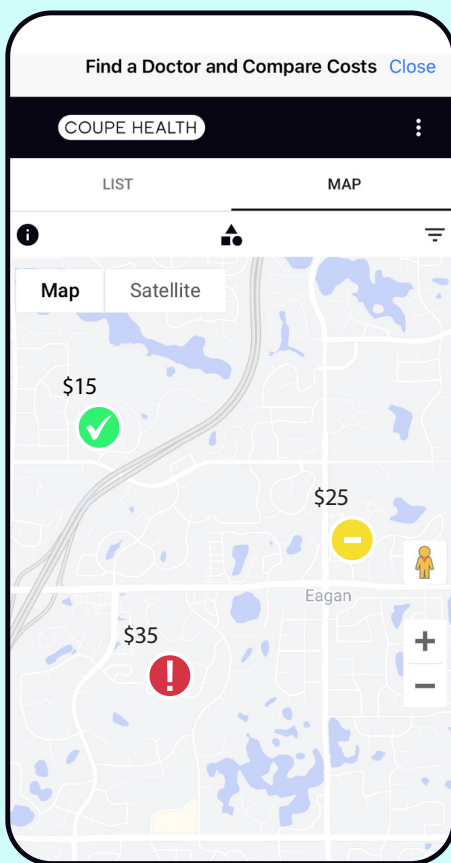 Find a Doctor and Compare Costs Close
COUPE HEALTH
LIST MAP
Map Satellite
$15
$25
Eagan
$35